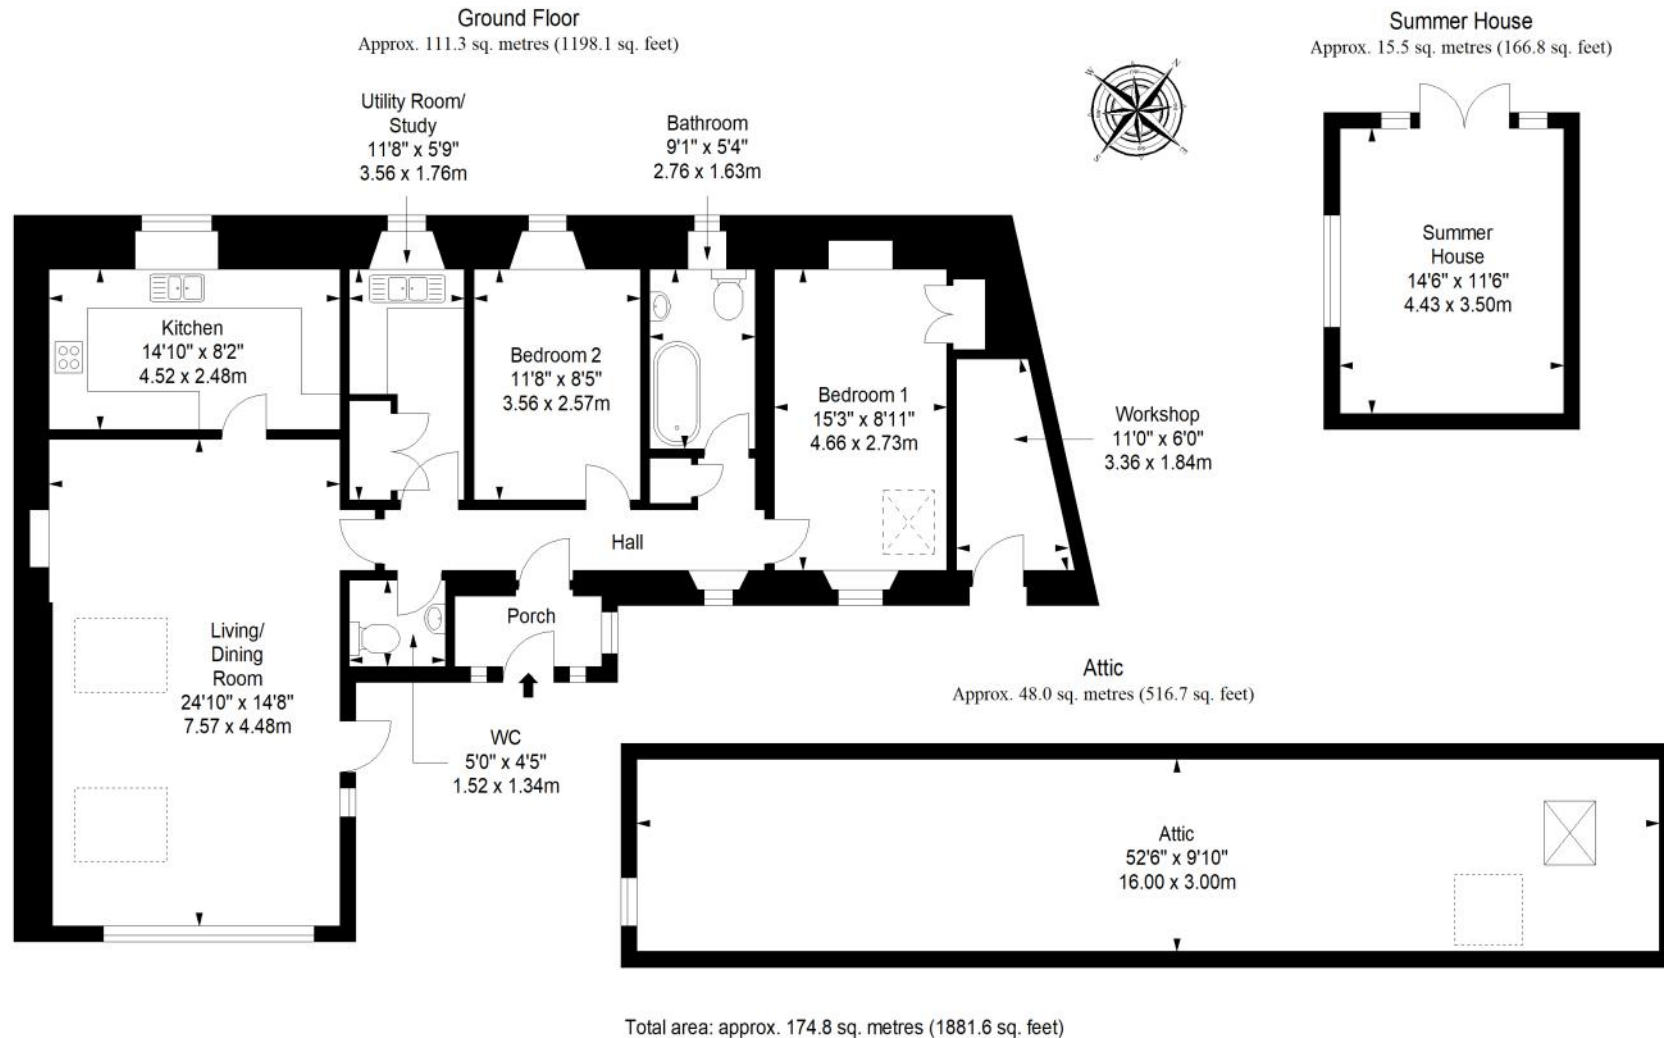 Ground Floor
Approx. 111.3 sq. metres (1198.1 sq. feet)
Summer House
Approx. 15.5 sq. metres (166.8 sq. feet)
N
W
S
E
Utility Room/
Study
11'8" x 5'9"
3.56 x 1.76m
Bathroom
9'1" x 5'4"
2.76 x 1.63m
Summer
House
14'6" x 11'6"
4.43 x 3.50m
Kitchen
14'10" x 8'2"
4.52 x 2.48m
Bedroom 2
11'8" x 8'5"
3.56 x 2.57m
Bedroom 1
15'3" x 8'11"
4.66 x 2.73m
Workshop
11'0" x 6'0"
3.36 x 1.84m
Hall
Porch
Living/
Dining
Room
24'10" x 14'8"
7.57 x 4.48m
WC
5'0" x 4'5"
1.52 x 1.34m
Attic
Approx. 48.0 sq. metres (516.7 sq. feet)
Attic
52'6" x 9'10"
16.00 x 3.00m
Total area: approx. 174.8 sq. metres (1881.6 sq. feet)